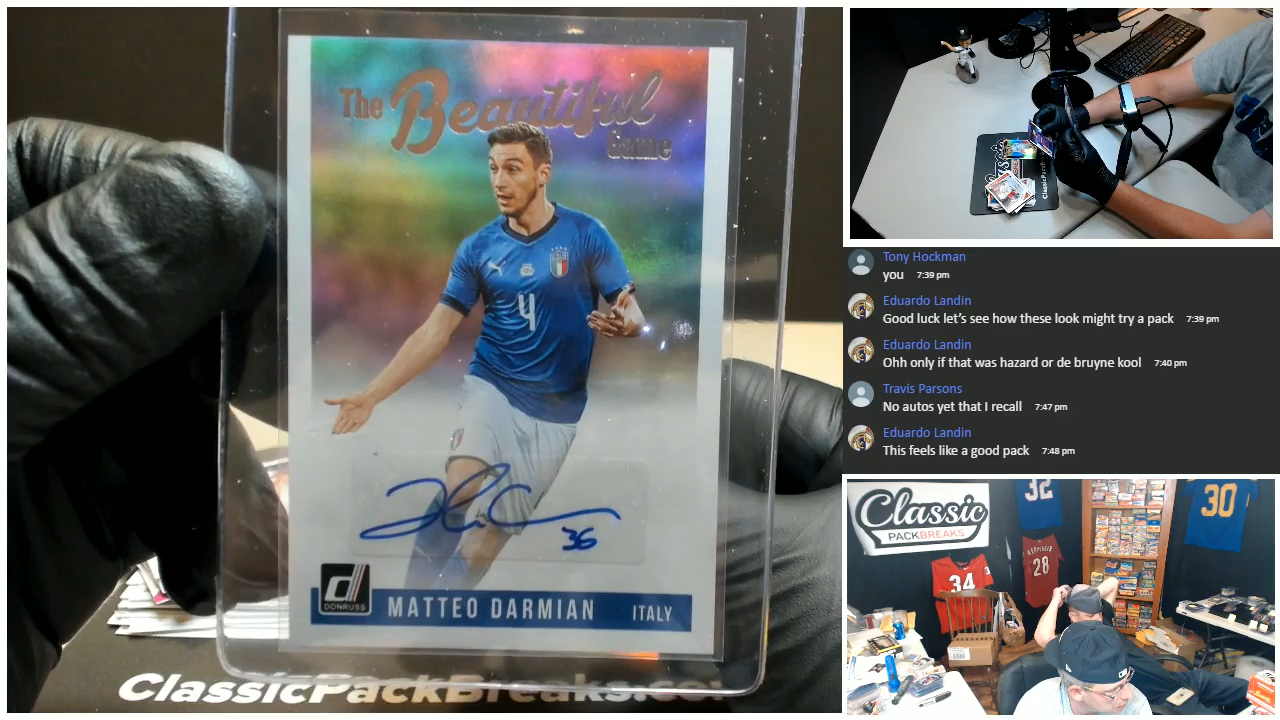 The Beautiful
Game
4
36
DONRUSS
MATTEO DARMIAN ITALY
ClassicPackBreaks.co
Tony Hockman
you 7:39 pm
Eduardo Landin
Good luck let's see how these look might try a pack 7:39 pm
Eduardo Landin
Ohh only if that was hazard or de bruyne kool 7:40 pm
Travis Parsons
No autos yet that I recall 7:47 pm
Eduardo Landin
This feels like a good pack 7:48 pm
Classic
PACKBREAKS
32
30
34
28